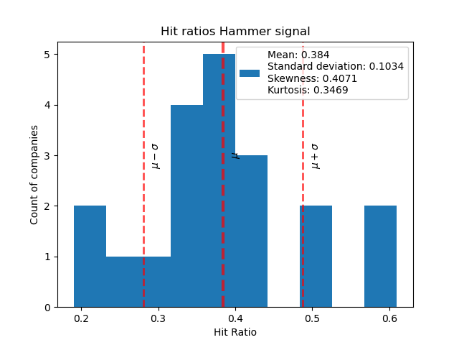 Hit ratios Hammer signal
Mean: 0.384
Standard deviation: 0.1034
Skewness: 0.4071
Kurtosis: 0.3469
μ − σ
μ
μ + σ
5
4
3
2
1
0
Count of companies
0.2 0.3 0.4 0.5 0.6
Hit Ratio